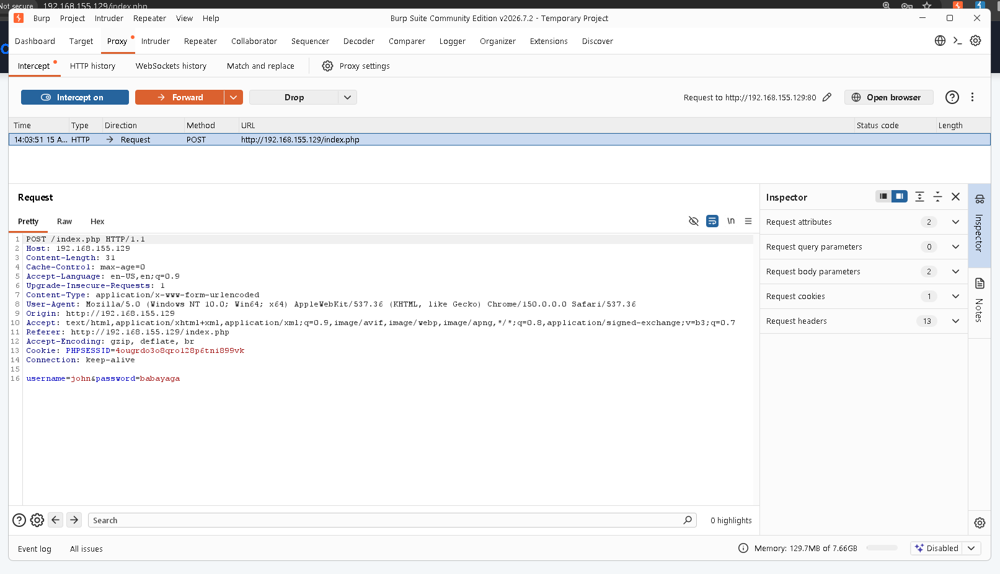 Not secure 192.168.155.129/index.php
Burp Project Intruder Repeater View Help Burp Suite Community Edition v2026.7.2 - Temporary Project
Dashboard Target Proxy Intruder Repeater Collaborator Sequencer Decoder Comparer Logger Organizer Extensions Discover
Intercept HTTP history WebSockets history Match and replace Proxy settings
Intercept on Forward Drop Request to http://192.168.155.129:80 Open browser
Time Type Direction Method URL Status code Length
14:03:51 15 A... HTTP Request POST http://192.168.155.129/index.php
Request
Pretty Raw Hex \n
1 POST /index.php HTTP/1.1
2 Host: 192.168.155.129
3 Content-Length: 31
4 Cache-Control: max-age=0
5 Accept-Language: en-US,en;q=0.9
6 Upgrade-Insecure-Requests: 1
7 Content-Type: application/x-www-form-urlencoded
8 User-Agent: Mozilla/5.0 (Windows NT 10.0; Win64; x64) AppleWebKit/537.36 (KHTML, like Gecko) Chrome/150.0.0.0 Safari/537.36
9 Origin: http://192.168.155.129
10 Accept: text/html,application/xhtml+xml,application/xml;q=0.9,image/avif,image/webp,image/apng,*/*;q=0.8,application/signed-exchange;v=b3;q=0.7
11 Referer: http://192.168.155.129/index.php
12 Accept-Encoding: gzip, deflate, br
13 Cookie: PHPSESSID=4ougrdo3o8qro128p6tni899vk
14 Connection: keep-alive
15
16 username=john&password=babayaga
Inspector
Request attributes 2
Request query parameters 0
Request body parameters 2
Request cookies 1
Request headers 13
Inspector
Notes
Search 0 highlights
Event log All issues Memory: 129.7MB of 7.66GB Disabled